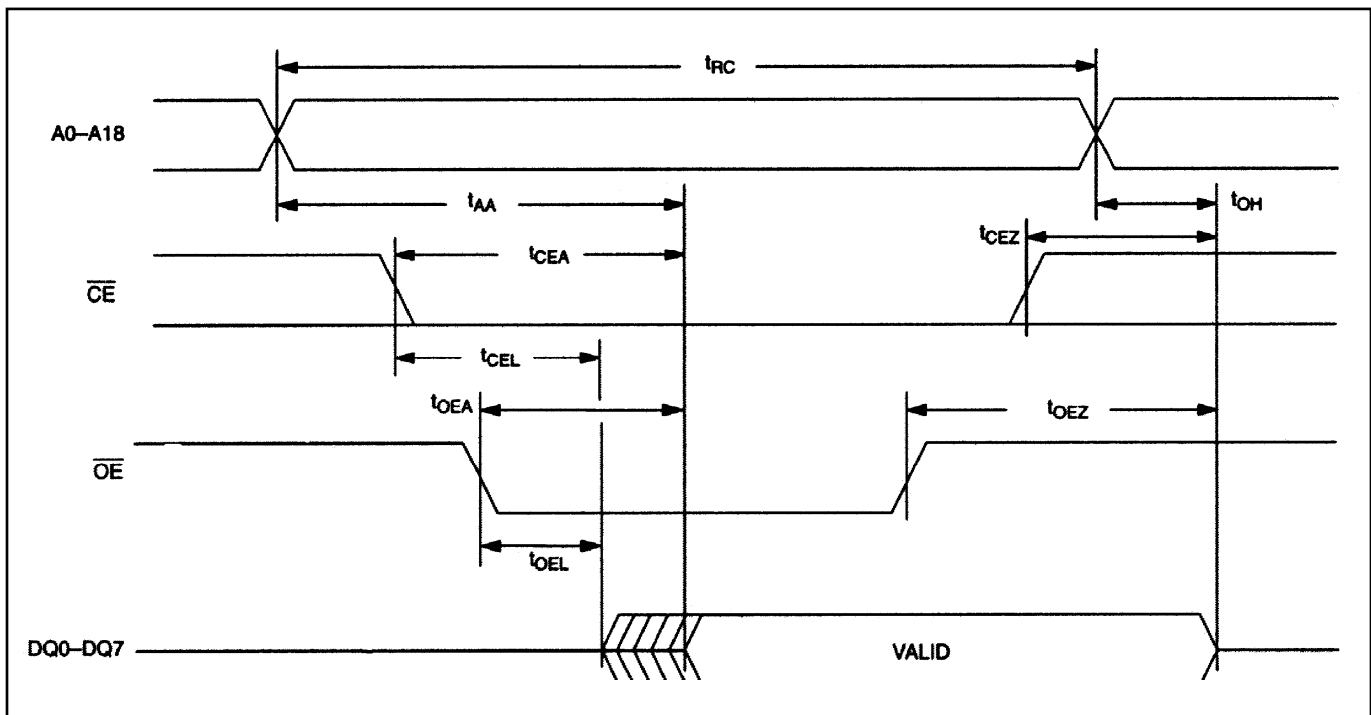 tRC
A0–A18
tAA
tOH
tCEZ
tCEA
CE
tCEL
tOEA
tOEZ
OE
tOEL
DQ0–DQ7
VALID